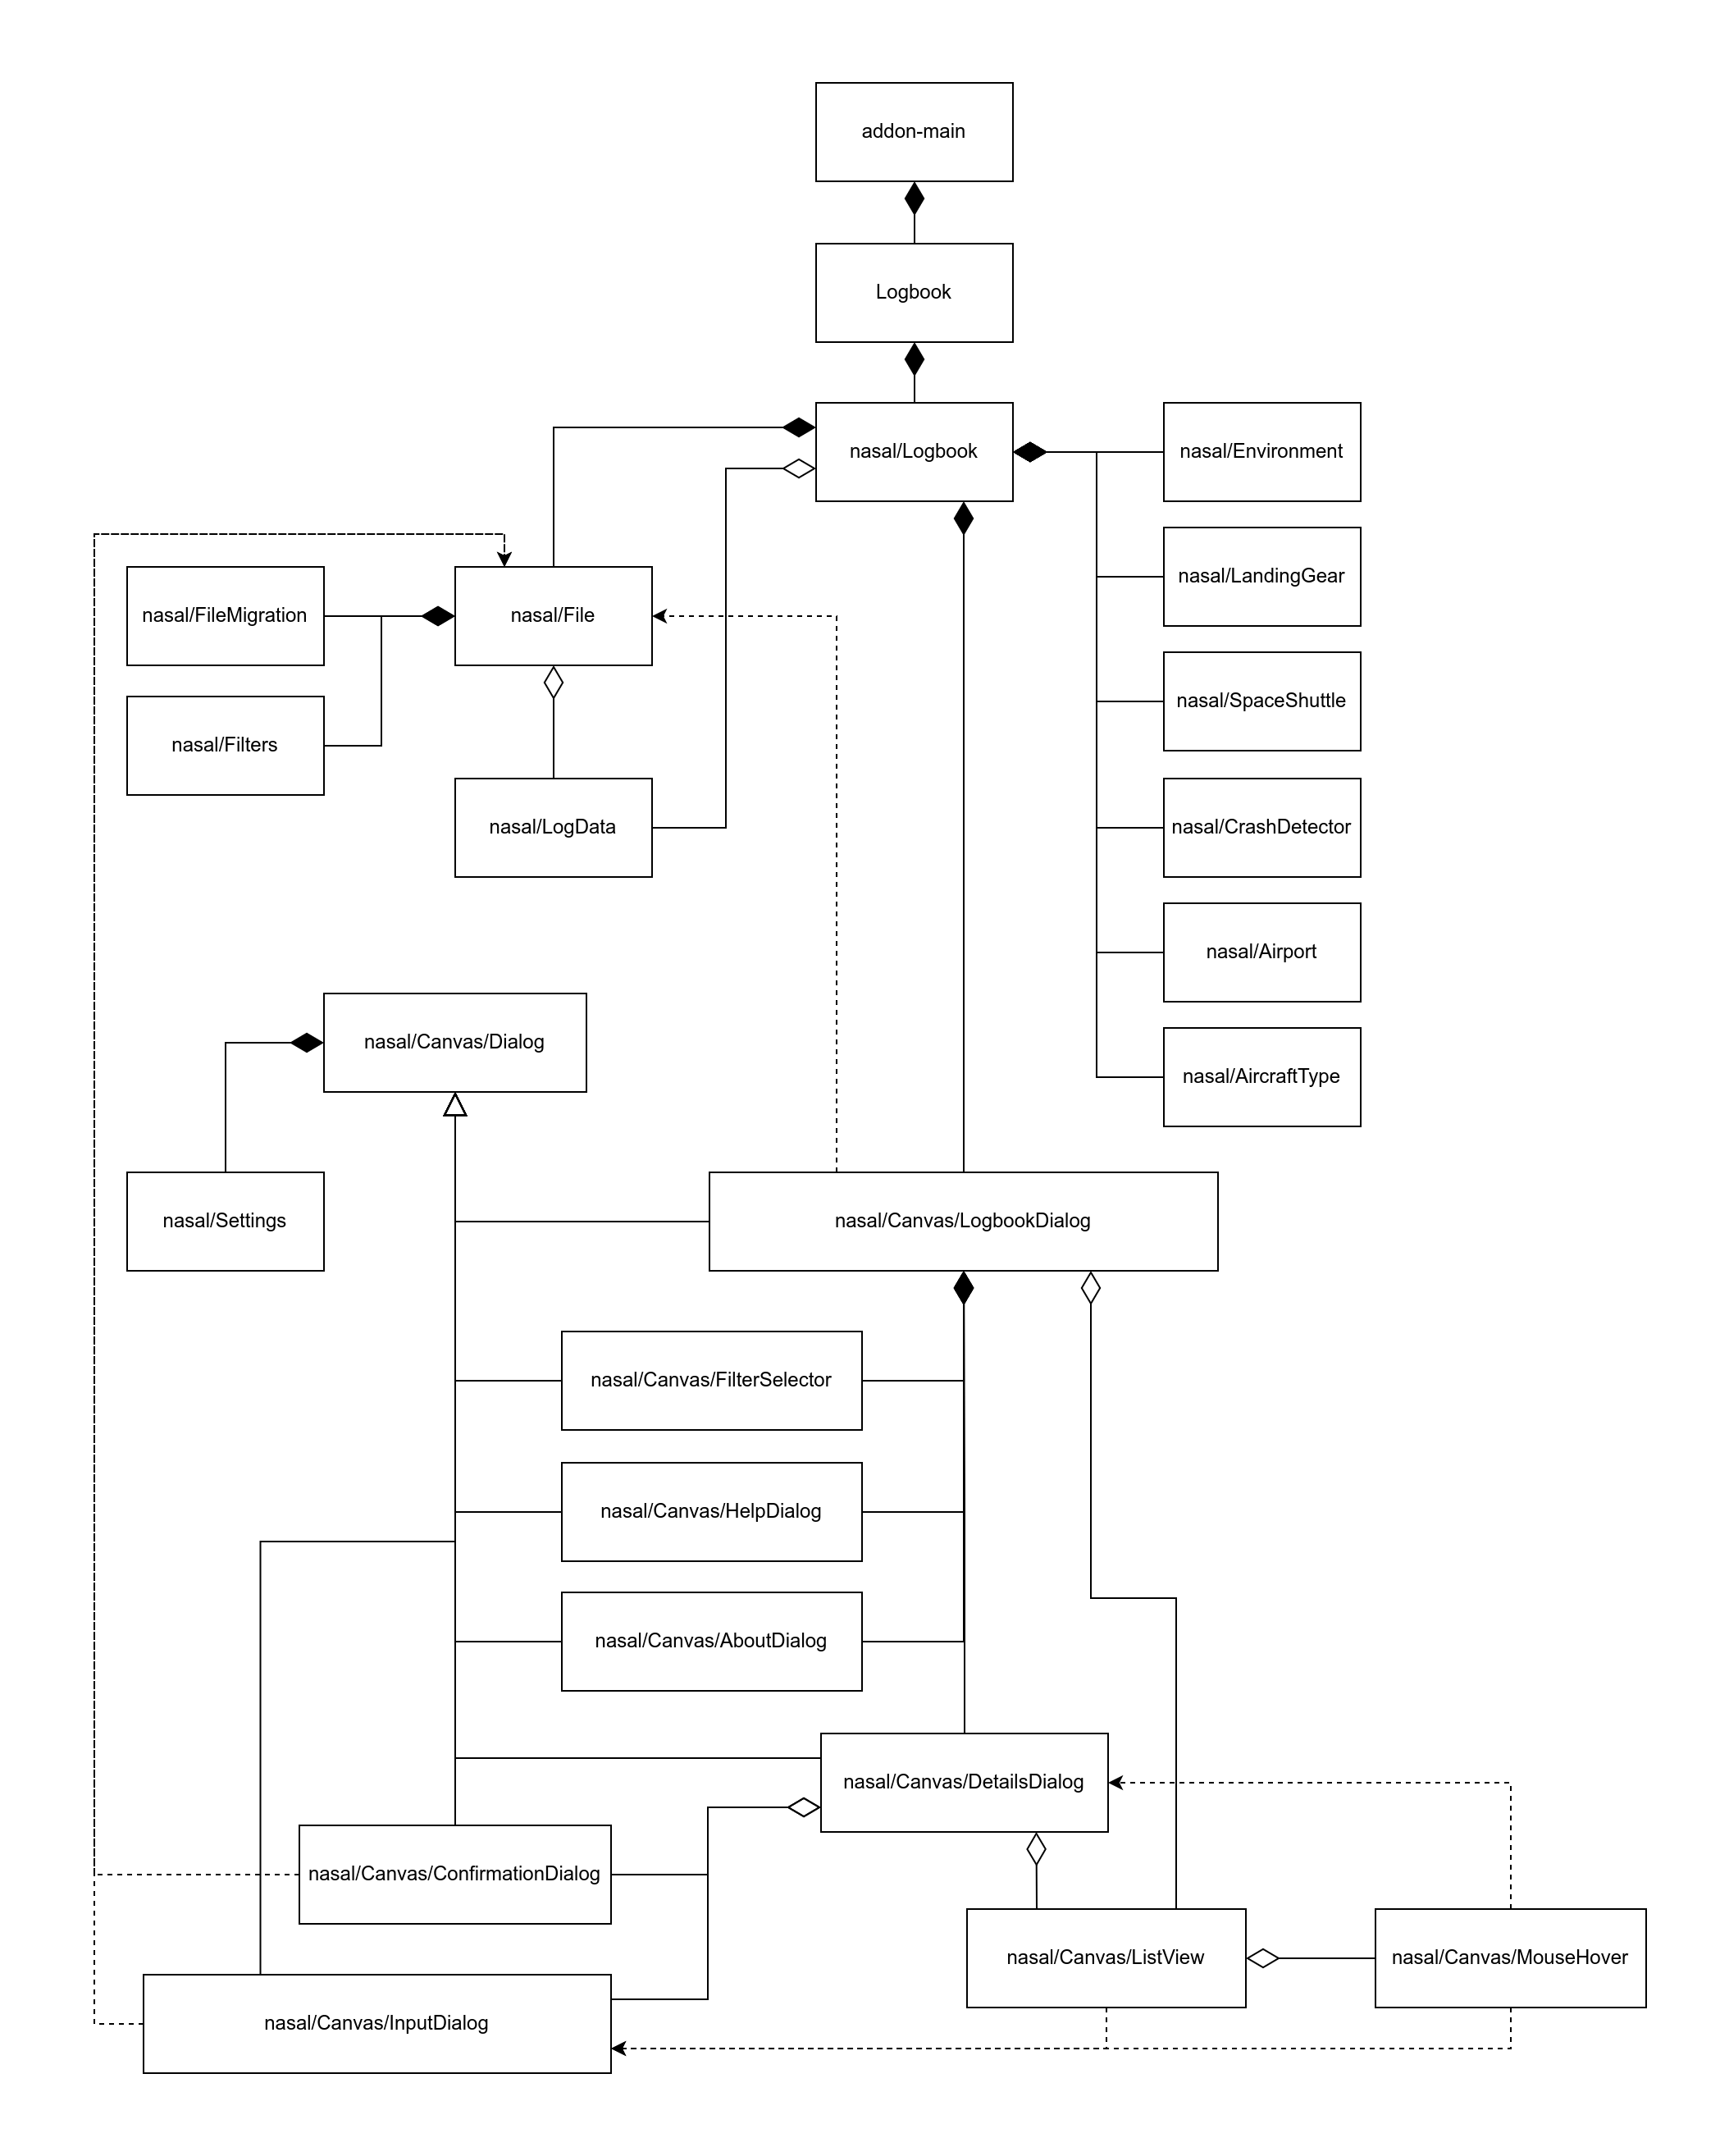 addon-main
Logbook
nasal/Logbook
nasal/Environment
nasal/LandingGear
nasal/FileMigration
nasal/File
nasal/SpaceShuttle
nasal/Filters
nasal/LogData
nasal/CrashDetector
nasal/Airport
nasal/Canvas/Dialog
nasal/AircraftType
nasal/Settings
nasal/Canvas/LogbookDialog
nasal/Canvas/FilterSelector
nasal/Canvas/HelpDialog
nasal/Canvas/AboutDialog
nasal/Canvas/DetailsDialog
nasal/Canvas/ConfirmationDialog
nasal/Canvas/ListView
nasal/Canvas/MouseHover
nasal/Canvas/InputDialog